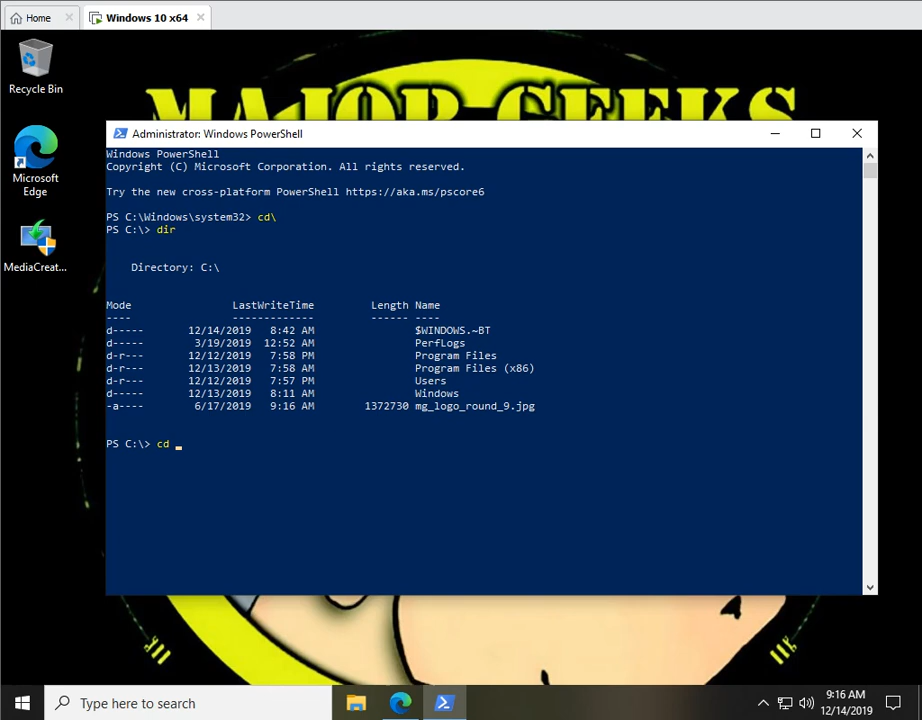 Home
Windows 10 x64
Recycle Bin
MAJOR GEEKS
Microsoft
Edge
MediaCreat...
Administrator: Windows PowerShell
Windows PowerShell
Copyright (C) Microsoft Corporation. All rights reserved.
Try the new cross-platform PowerShell https://aka.ms/pscore6
PS C:\Windows\system32> cd\
PS C:\> dir
Directory: C:\
Mode LastWriteTime Length Name
---- ------------- ------ ----
d----- 12/14/2019 8:42 AM $WINDOWS.~BT
d----- 3/19/2019 12:52 AM PerfLogs
d-r--- 12/12/2019 7:58 PM Program Files
d-r--- 12/13/2019 7:58 AM Program Files (x86)
d-r--- 12/12/2019 7:57 PM Users
d----- 12/13/2019 8:11 AM Windows
-a---- 6/17/2019 9:16 AM 1372730 mg_logo_round_9.jpg
PS C:\> cd _
Type here to search
9:16 AM
12/14/2019